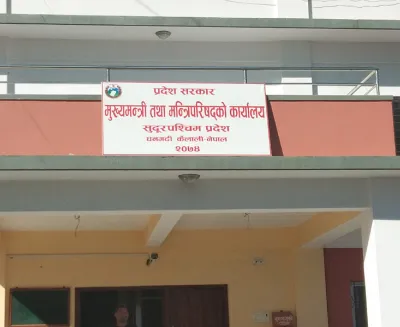 प्रदेश सरकार
मुख्यमन्त्री तथा मन्त्रिपरिषद्को कार्यालय
सुदूरपश्चिम प्रदेश
धनगढी कैलाली नेपाल
२०७४